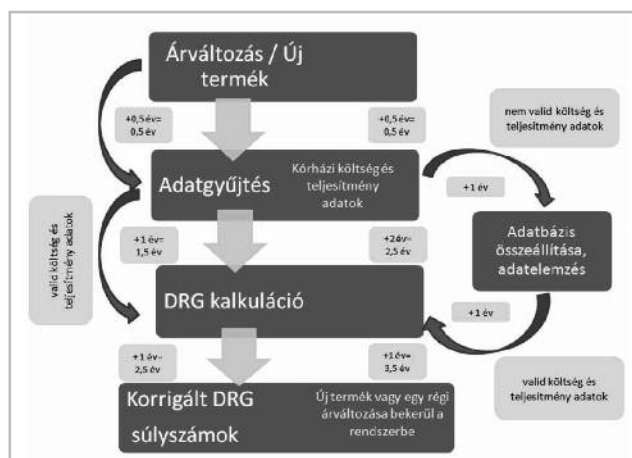 Árváltozás / Új
termék
+0,5 év=
0,5 év
+0,5 év=
0,5 év
nem valid költség és
teljesítmény adatok
Adatgyűjtés
Kórházi költség és
teljesítmény
adatok
+1 év
valid költség és
teljesítmény adatok
+1 év=
1,5 év
+2 év=
2,5 év
Adatbázis
összeállítása,
adatelemzés
DRG kalkuláció
+1 év
+1 év=
2,5 év
+1 év=
3,5 év
valid költség és
teljesítmény adatok
Korrigált DRG
súlyszámok
Új termék vagy egy régi
árváltozása bekerül a
rendszerbe